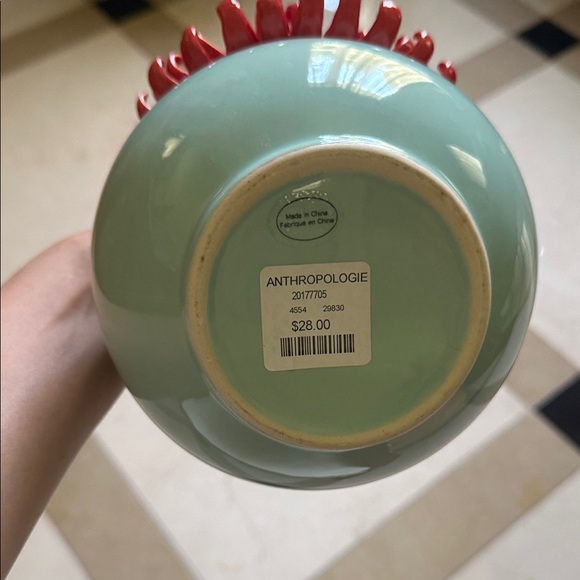 Made in China
Fabriqué en Chine
ANTHROPOLOGIE
20177705
4554 29830
$28.00